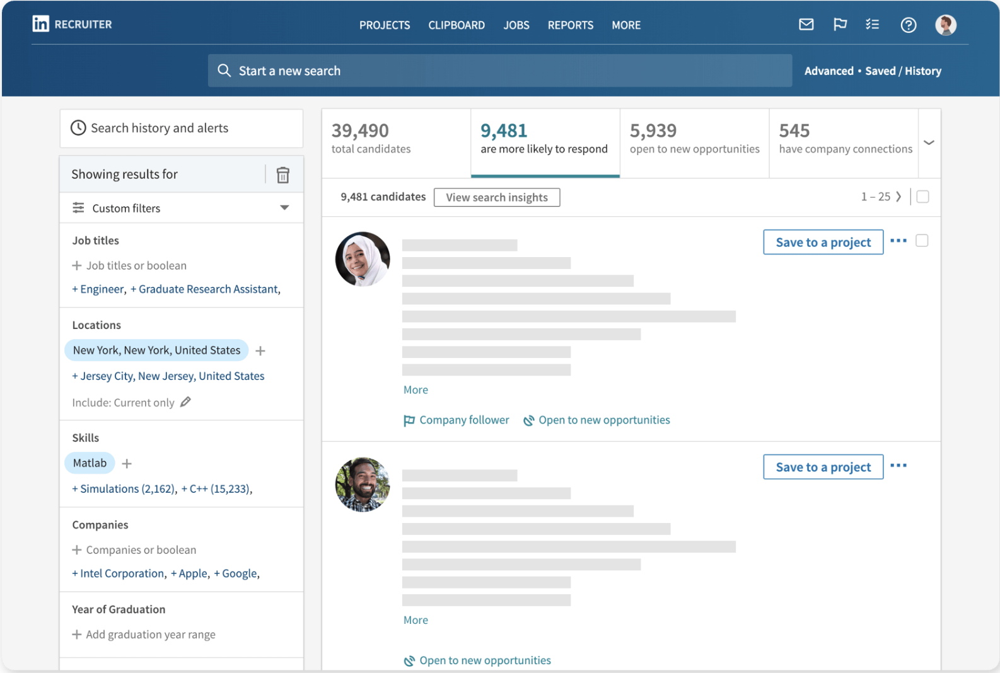 in RECRUITER
PROJECTS CLIPBOARD JOBS REPORTS MORE
Start a new search
Advanced • Saved / History
Search history and alerts
Showing results for
Custom filters
Job titles
+ Job titles or boolean
+ Engineer, + Graduate Research Assistant,
Locations
New York, New York, United States +
+ Jersey City, New Jersey, United States
Include: Current only
Skills
Matlab +
+ Simulations (2,162), + C++ (15,233),
Companies
+ Companies or boolean
+ Intel Corporation, + Apple, + Google,
Year of Graduation
+ Add graduation year range
39,490
total candidates
9,481
are more likely to respond
5,939
open to new opportunities
545
have company connections
9,481 candidates View search insights
1 – 25
Save to a project
More
Company follower Open to new opportunities
Save to a project
More
Open to new opportunities